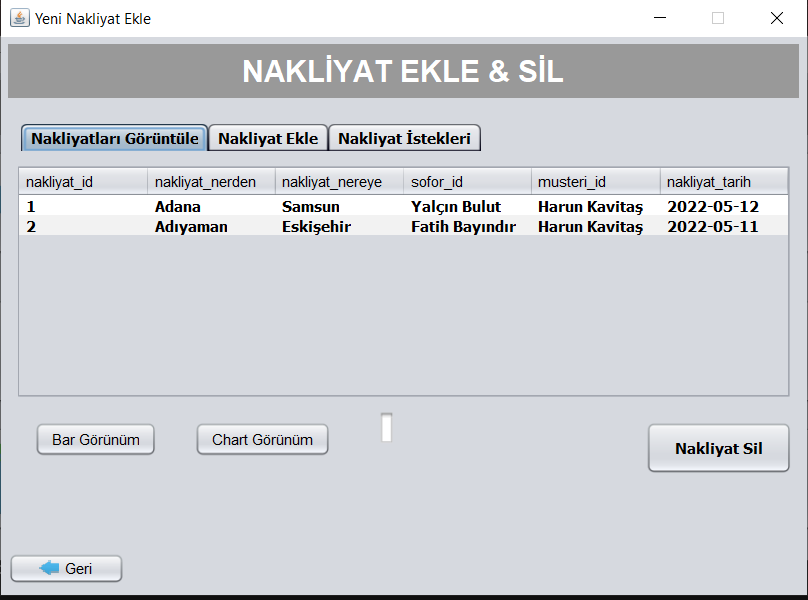 Yeni Nakliyat Ekle
NAKLİYAT EKLE & SİL
Nakliyatları Görüntüle Nakliyat Ekle Nakliyat İstekleri
nakliyat_id nakliyat_nerden nakliyat_nereye sofor_id musteri_id nakliyat_tarih
1 Adana Samsun Yalçın Bulut Harun Kavitaş 2022-05-12
2 Adıyaman Eskişehir Fatih Bayındır Harun Kavitaş 2022-05-11
Bar Görünüm Chart Görünüm Nakliyat Sil
Geri